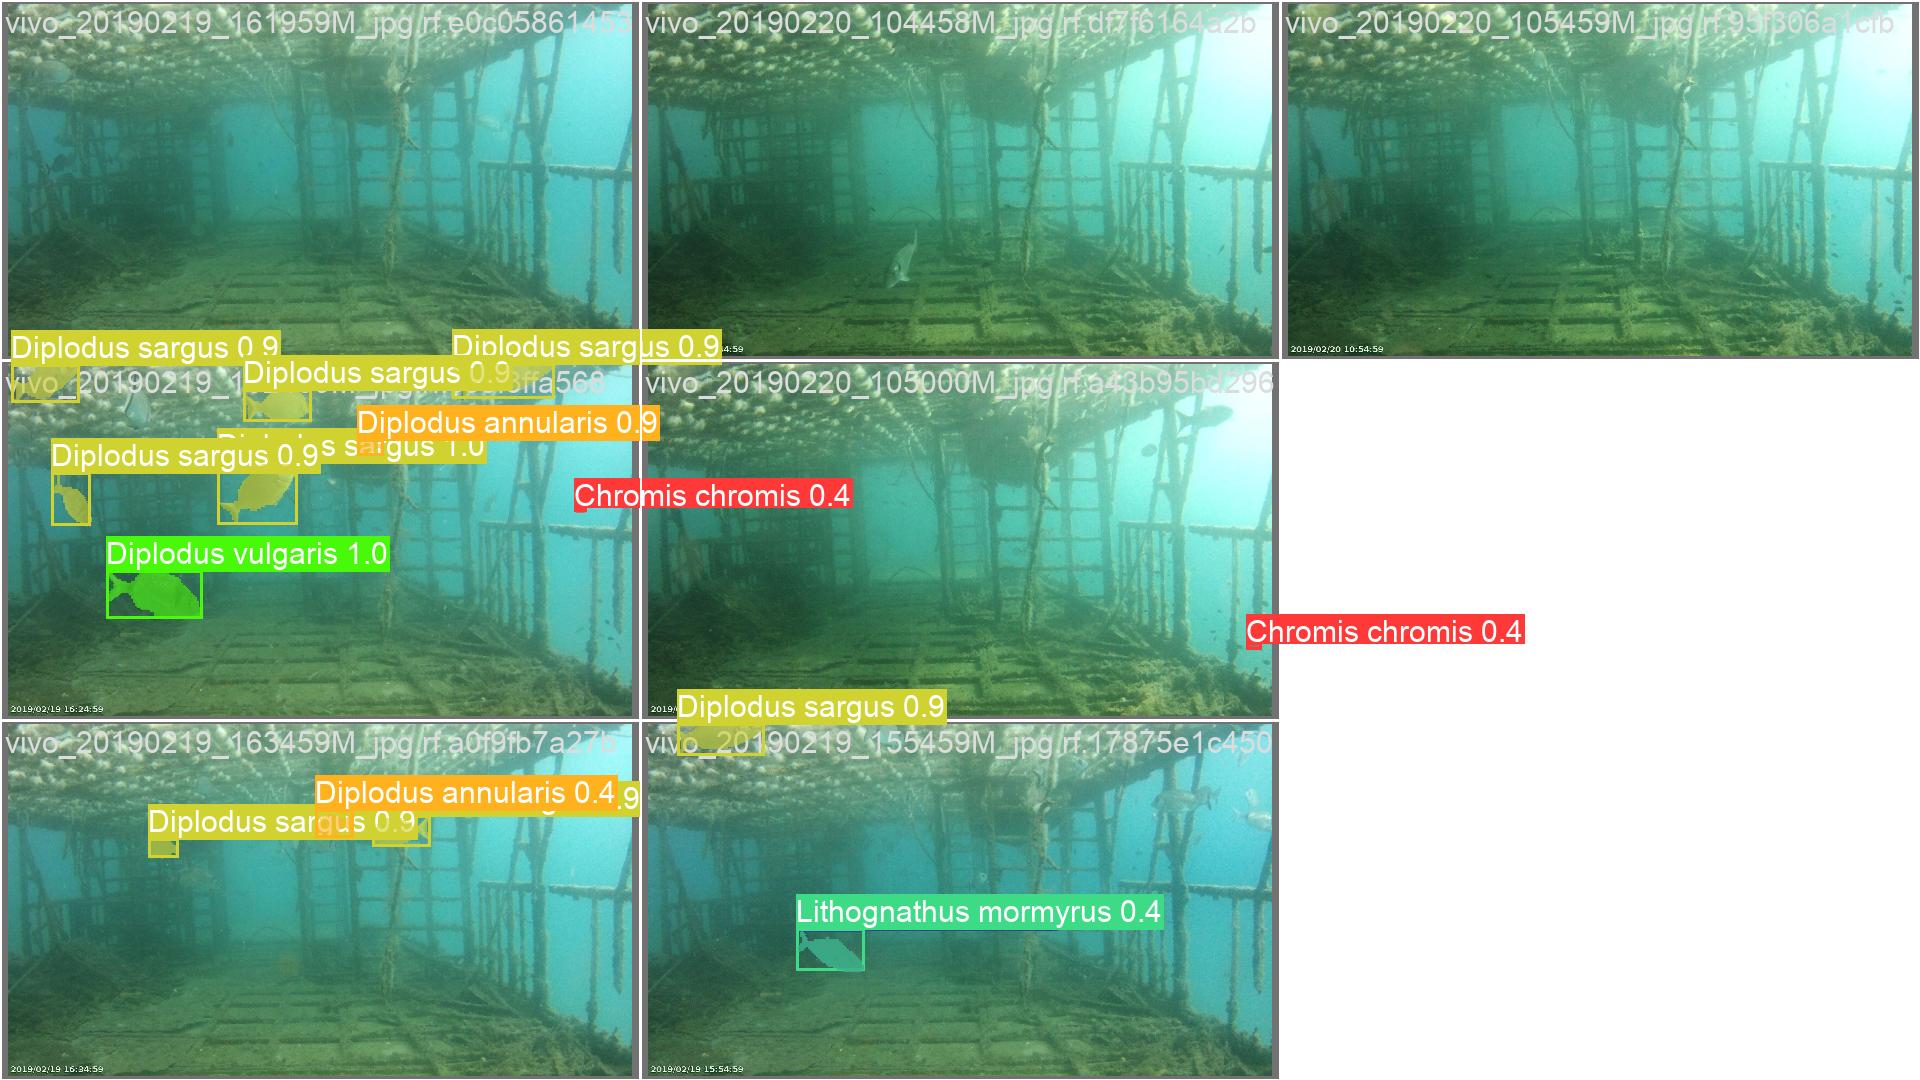 vivo_20190219_161959M_jpg.rf.e0c05861453
vivo_20190220_104458M_jpg.rf.df7f6164a2b
vivo_20190220_105459M_jpg.rf.95f306a1cfb
Diplodus sargus 0.9
Diplodus sargus 0.9
Diplodus sargus 0.9
2019/02/20 10:54:59
vivo_20190219_1
vivo_20190220_105000M_jpg.rf.a43b95bd296
Diplodus annularis 0.9
Diplodus sargus 0.9
sargus 1.0
Chromis chromis 0.4
Diplodus vulgaris 1.0
Chromis chromis 0.4
2019/02/19 16:24:59
Diplodus sargus 0.9
vivo_20190219_163459M_jpg.rf.a0f9fb7a27b
vivo_20190219_155459M_jpg.rf.17875e1c450
Diplodus annularis 0.4
Diplodus sargus 0.9
Lithognathus mormyrus 0.4
2019/02/19 16:34:59
2019/02/19 15:54:59